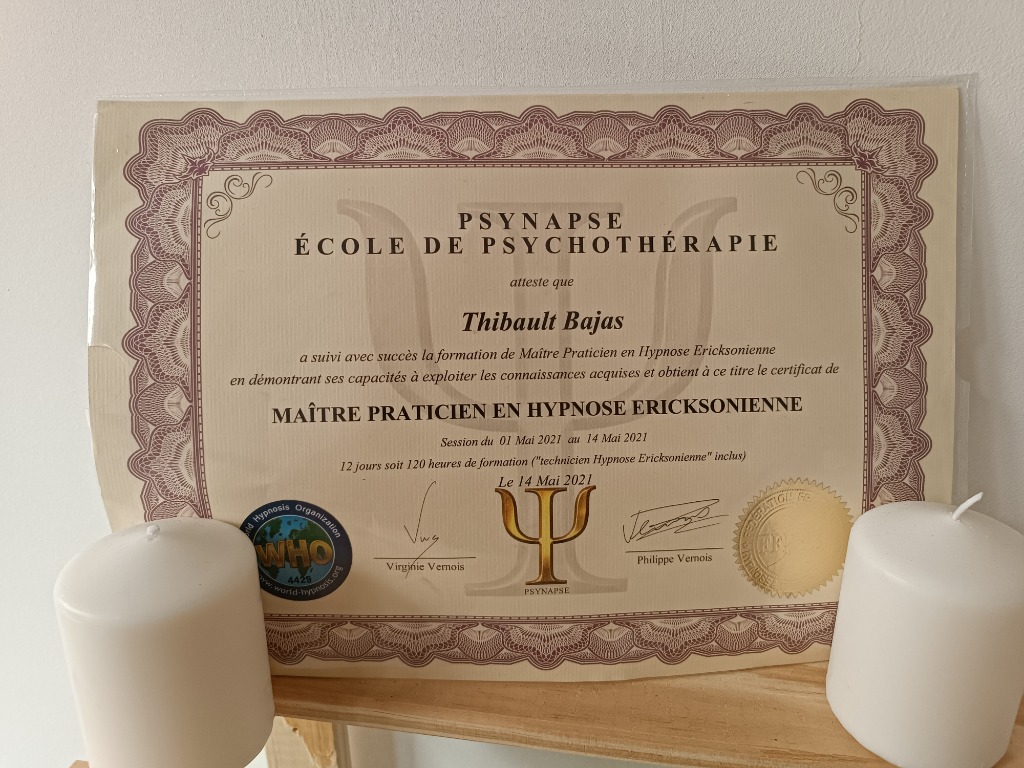 PSYNAPSE
ÉCOLE DE PSYCHOTHÉRAPIE
atteste que
Thibault Bajas
a suivi avec succès la formation de Maître Praticien en Hypnose Ericksonienne
en démontrant ses capacités à exploiter les connaissances acquises et obtient à ce titre le certificat de
MAÎTRE PRATICIEN EN HYPNOSE ERICKSONIENNE
Session du 01 Mai 2021 au 14 Mai 2021
12 jours soit 120 heures de formation ("technicien Hypnose Ericksonienne" inclus)
Le 14 Mai 2021
Hypnosis Organization
WHO
4429
www.world-hypnosis.org
Virginie Vernois
PSYNAPSE
Philippe Vernois